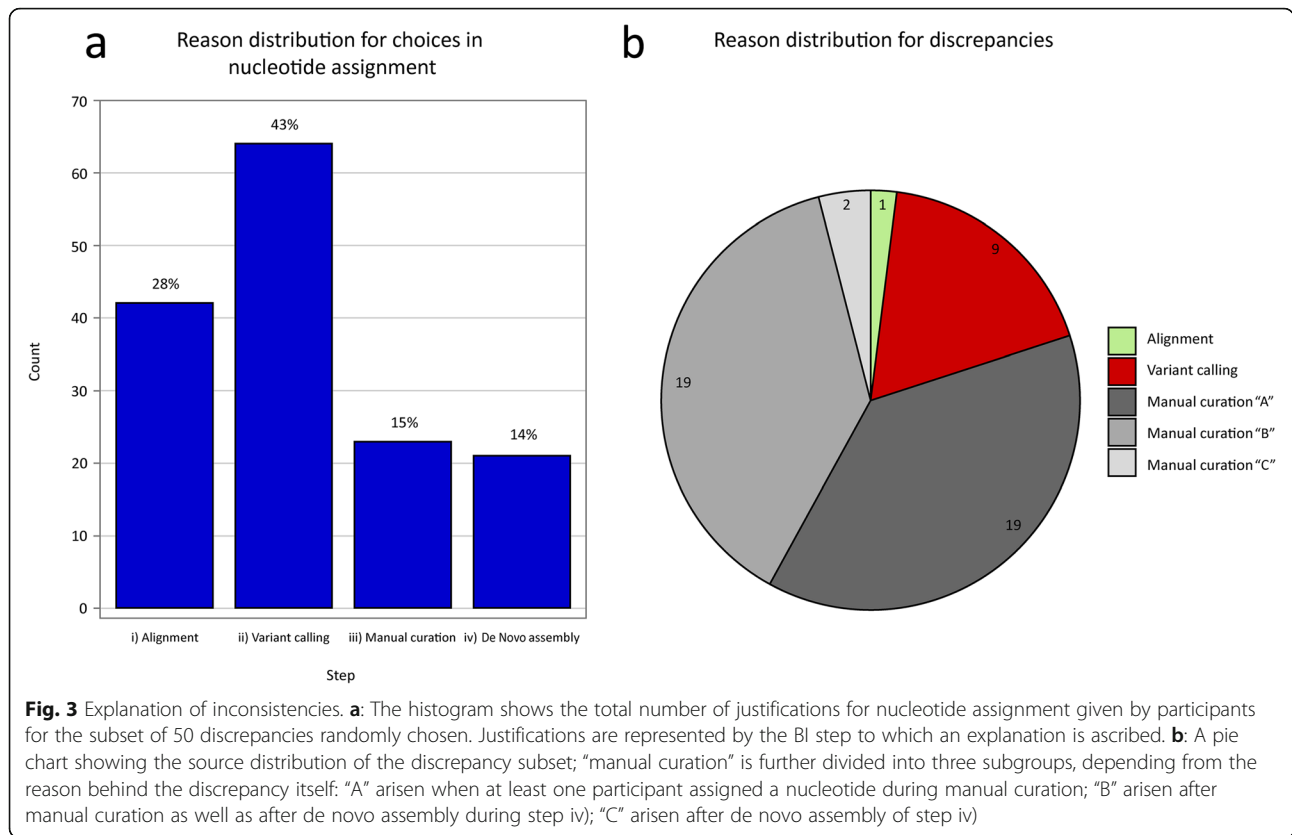 a
Reason distribution for choices in
nucleotide assignment
70
60
50
40
30
20
10
0
Count
28%
43%
15%
14%
i) Alignment
ii) Variant calling
iii) Manual curation
iv) De Novo assembly
Step
b
Reason distribution for discrepancies
2
1
9
19
19
Alignment
Variant calling
Manual curation "A"
Manual curation "B"
Manual curation "C"
Fig. 3 Explanation of inconsistencies. a: The histogram shows the total number of justifications for nucleotide assignment given by participants
for the subset of 50 discrepancies randomly chosen. Justifications are represented by the BI step to which an explanation is ascribed. b: A pie
chart showing the source distribution of the discrepancy subset; “manual curation” is further divided into three subgroups, depending from the
reason behind the discrepancy itself: “A” arisen when at least one participant assigned a nucleotide during manual curation; “B” arisen after
manual curation as well as after de novo assembly during step iv); “C” arisen after de novo assembly of step iv)